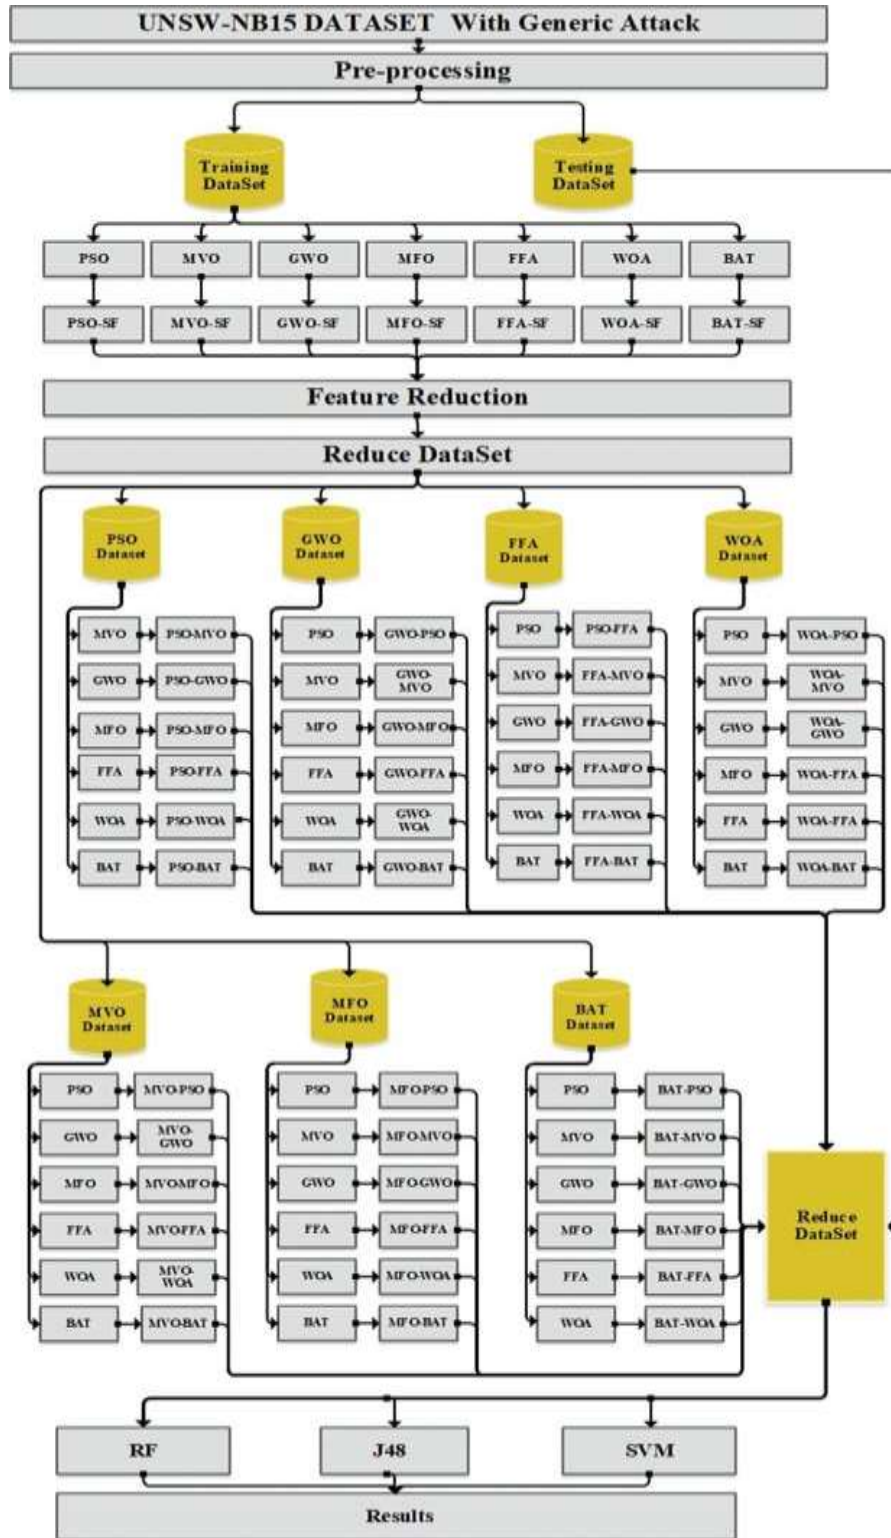 UNSW-NB15 DATASET With Generic Attack
Pre-processing
Training
DataSet
Testing
DataSet
PSO
MVO
GWO
MFO
FFA
WOA
BAT
PSO-SF
MVO-SF
GWO-SF
MFO-SF
FFA-SF
WOA-SF
BAT-SF
Feature Reduction
Reduce DataSet
PSO
Dataset
MVO
PSO-MVO
GWO
PSO-GWO
MFO
PSO-MFO
FFA
PSO-FFA
WOA
PSO-WOA
BAT
PSO-BAT
GWO
Dataset
PSO
GWO-PSO
MVO
GWO-
MVO
MFO
GWO-MFO
FFA
GWO-FFA
WOA
GWO-
WOA
BAT
GWO-BAT
FFA
Dataset
PSO
PSO-FFA
MVO
FFA-MVO
GWO
FFA-GWO
MFO
FFA-MFO
WOA
FFA-WOA
BAT
FFA-BAT
WOA
Dataset
PSO
WOA-PSO
MVO
WOA-
MVO
GWO
WOA-
GWO
MFO
WOA-FFA
FFA
WOA-FFA
BAT
WOA-BAT
MVO
Dataset
PSO
MVO-PSO
GWO
MVO-
GWO
MFO
MVO-MFO
FFA
MVO-FFA
WOA
MVO-
WOA
BAT
MVO-BAT
MFO
Dataset
PSO
MFO-PSO
MVO
MFO-MVO
GWO
MFO-GWO
FFA
MFO-FFA
WOA
MFO-WOA
BAT
MFO-BAT
BAT
Dataset
PSO
BAT-PSO
MVO
BAT-MVO
GWO
BAT-GWO
MFO
BAT-MFO
FFA
BAT-FFA
WOA
BAT-WOA
Reduce
DataSet
RF
J48
SVM
Results